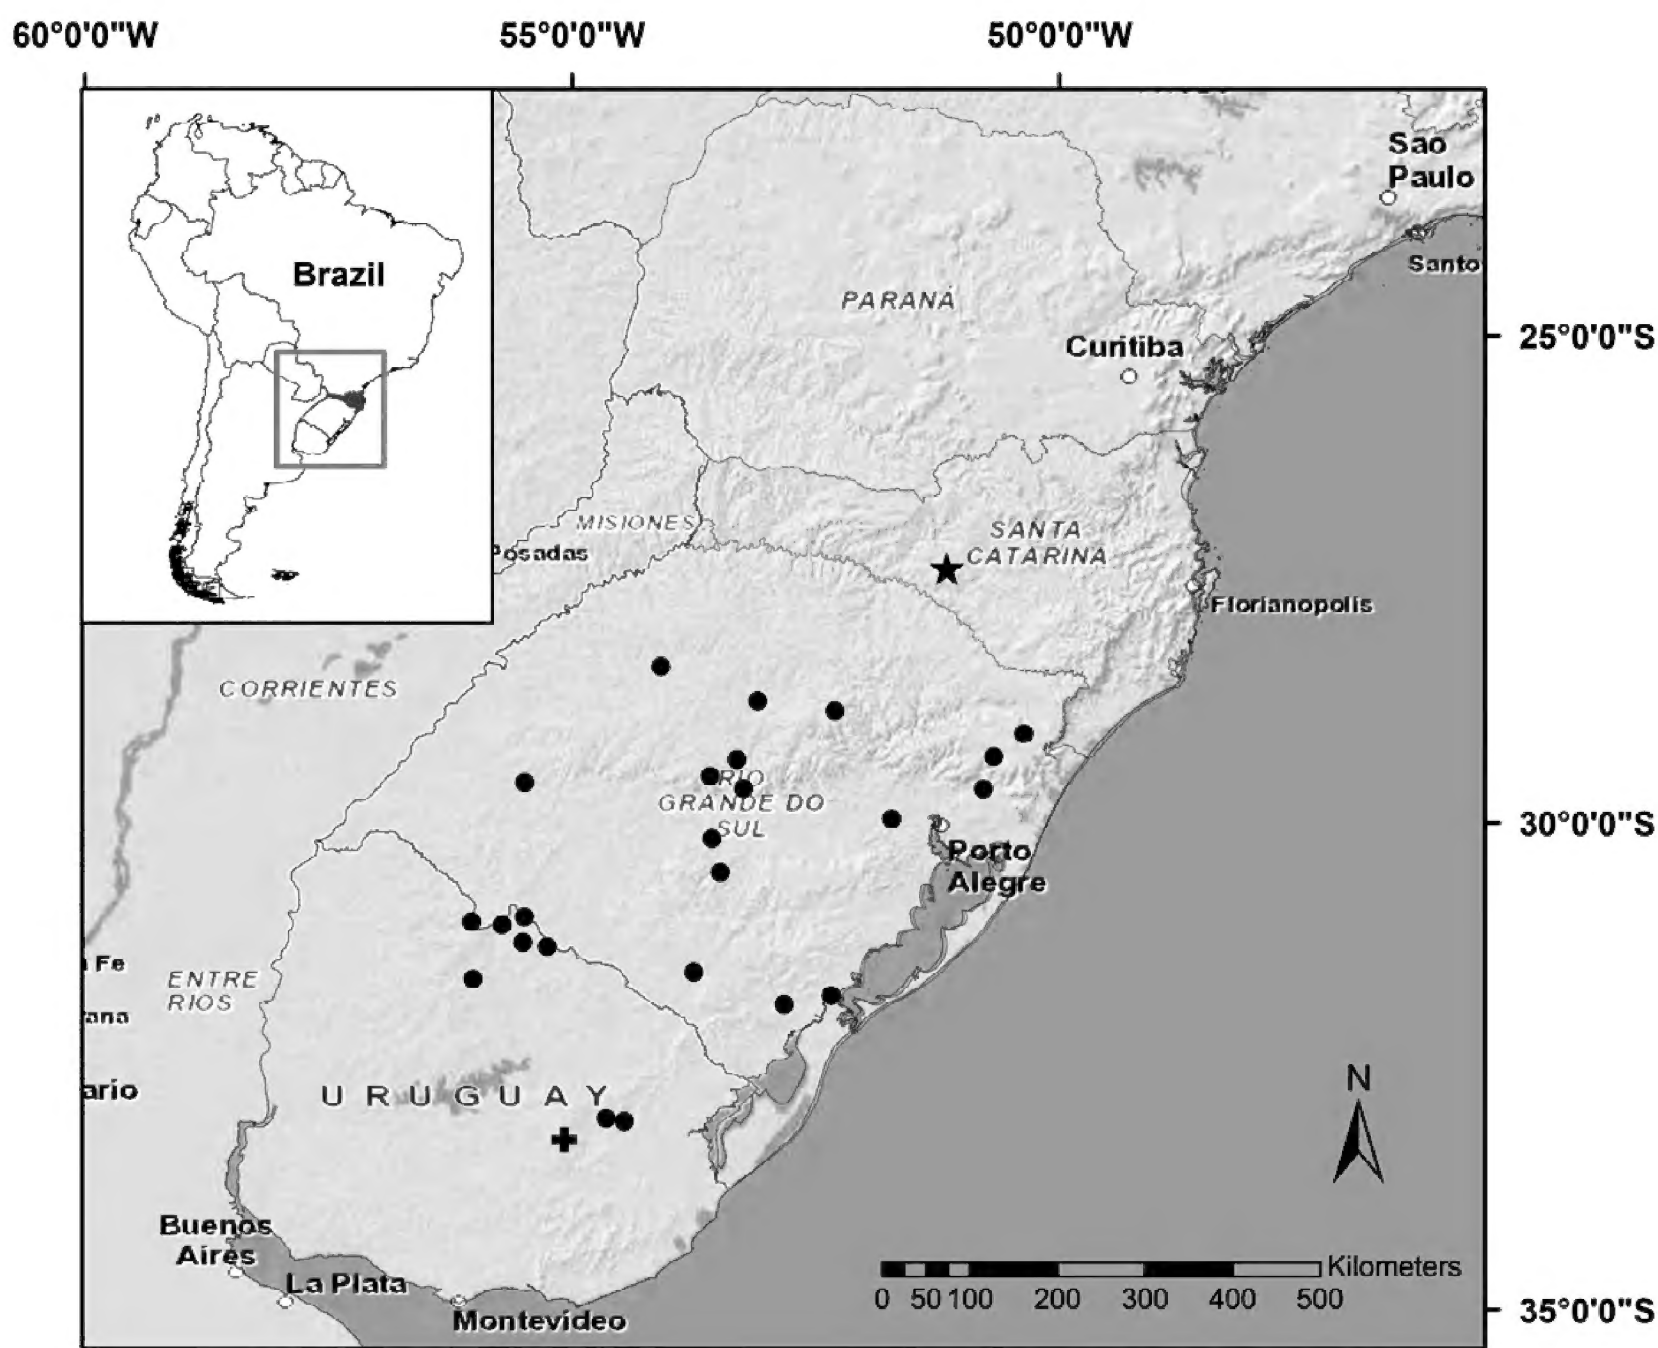 60°0'0"W 55°0'0"W 50°0'0"W
Sao
Paulo
Santo
Brazil
PARANÁ
25°0'0"S
Curitiba
MISIONES
SANTA
CATARINA
Posadas
Florianopolis
CORRIENTES
RIO
GRANDE DO
SUL
30°0'0"S
Porto
Alegre
Fe
ENTRE
RIOS
ana
ario
URUGUAY
N
Buenos
Aires
La Plata
Montevideo
Kilometers
0 50 100 200 300 400 500
35°0'0"S